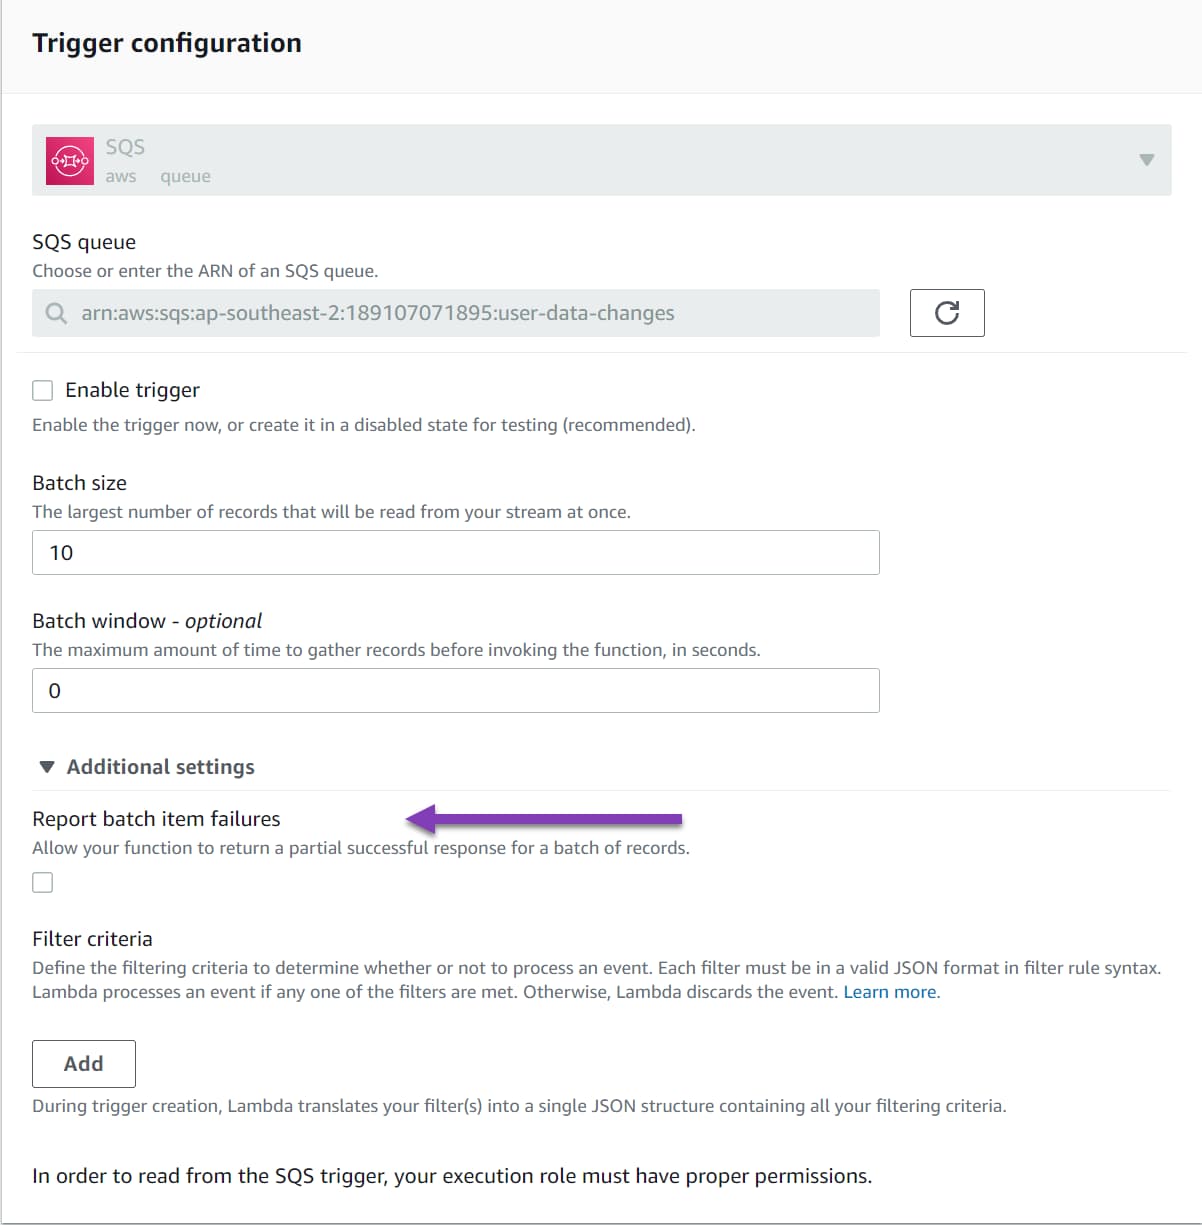 Trigger configuration
SQS
aws queue
SQS queue
Choose or enter the ARN of an SQS queue.
arn:aws:sqs:ap-southeast-2:189107071895:user-data-changes
Enable trigger
Enable the trigger now, or create it in a disabled state for testing (recommended).
Batch size
The largest number of records that will be read from your stream at once.
10
Batch window - optional
The maximum amount of time to gather records before invoking the function, in seconds.
0
Additional settings
Report batch item failures
Allow your function to return a partial successful response for a batch of records.
Filter criteria
Define the filtering criteria to determine whether or not to process an event. Each filter must be in a valid JSON format in filter rule syntax.
Lambda processes an event if any one of the filters are met. Otherwise, Lambda discards the event. Learn more.
Add
During trigger creation, Lambda translates your filter(s) into a single JSON structure containing all your filtering criteria.
In order to read from the SQS trigger, your execution role must have proper permissions.